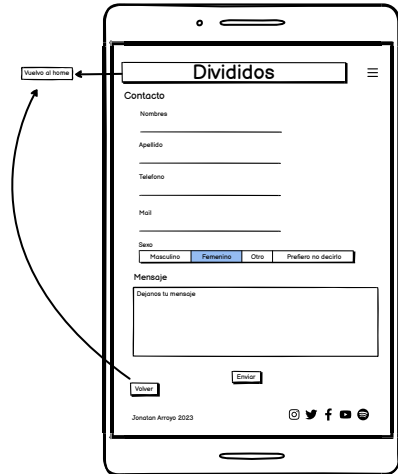 Divididos
Vuelvo al home
Contacto
Nombres
Apellido
Telefono
Mail
Sexo
Masculino Femenino Otro Prefiero no decirlo
Mensaje
Dejanos tu mensaje
Enviar
Volver
Jonatan Arroyo 2023